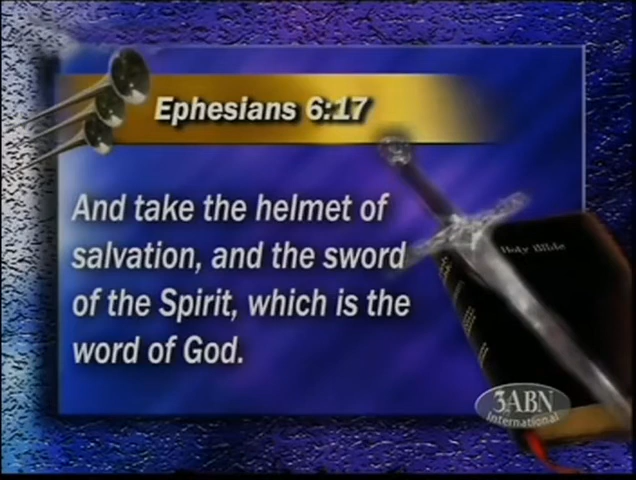 Ephesians 6:17
And take the helmet of
salvation, and the sword
of the Spirit, which is the
word of God.
Holy Bible
3ABN
International